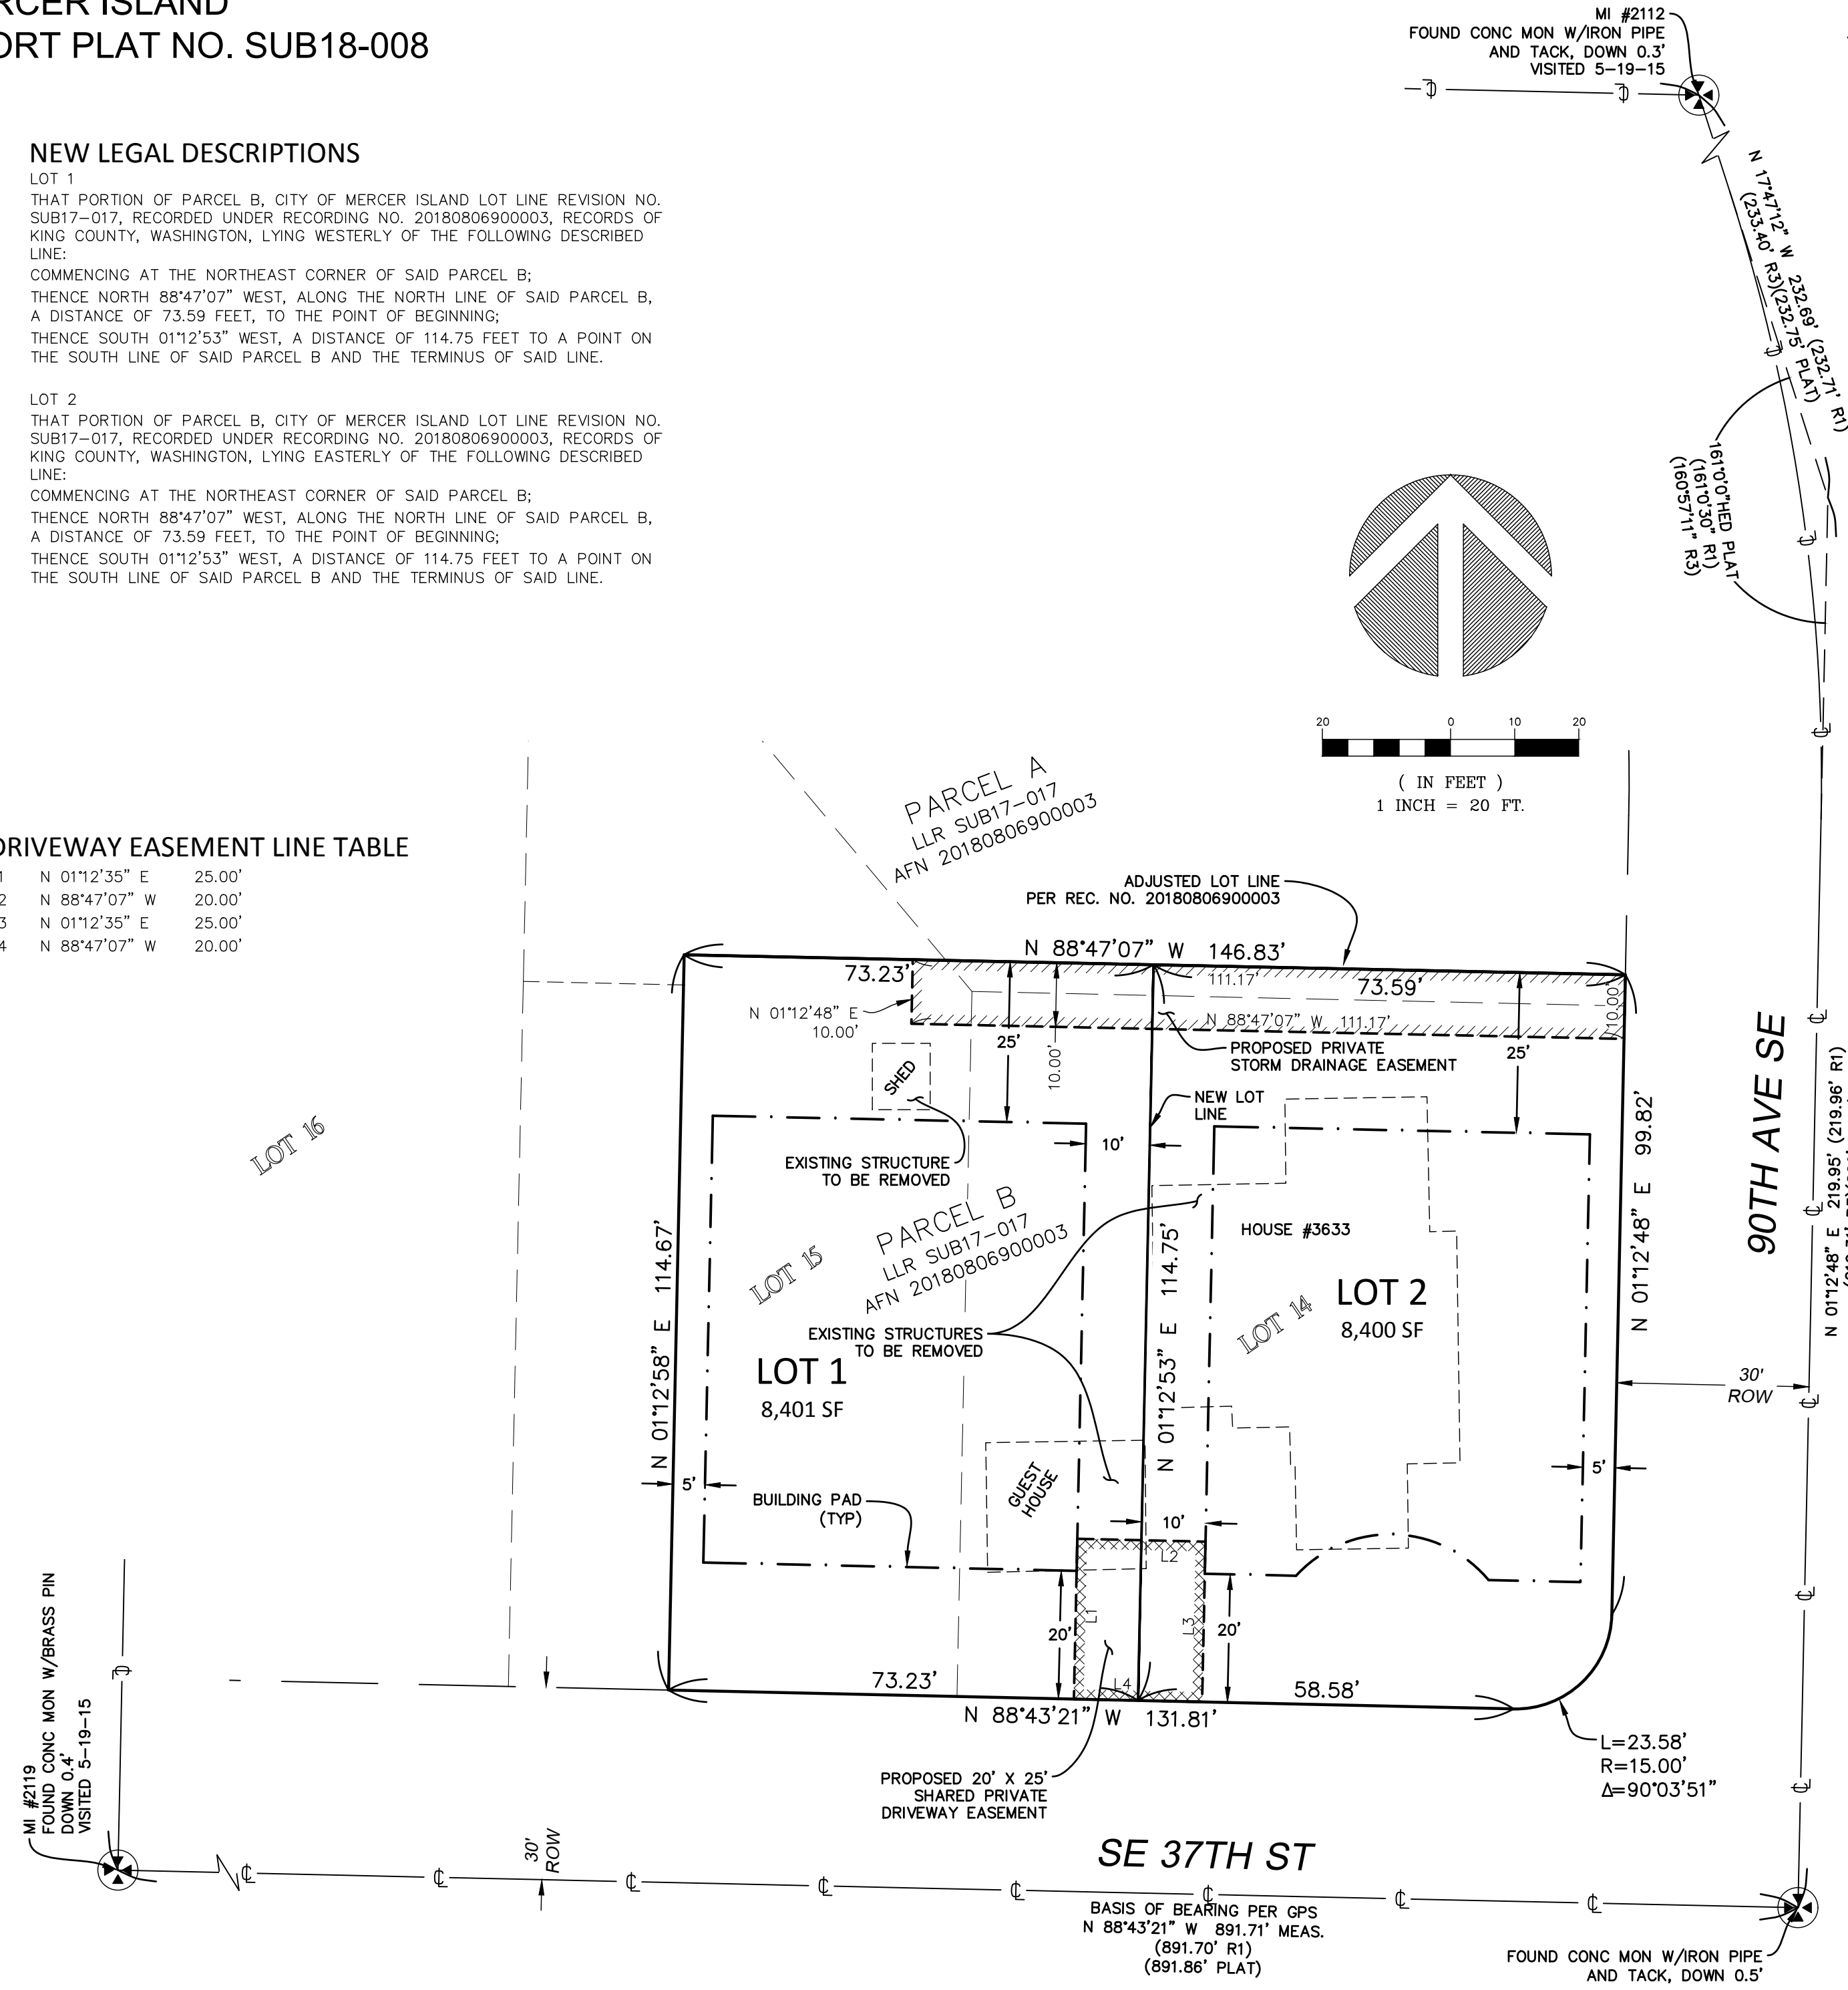 RCER ISLAND
ORT PLAT NO. SUB18-008
NEW LEGAL DESCRIPTIONS
LOT 1
THAT PORTION OF PARCEL B, CITY OF MERCER ISLAND LOT LINE REVISION NO.
SUB17-017, RECORDED UNDER RECORDING NO. 20180806900003, RECORDS OF
KING COUNTY, WASHINGTON, LYING WESTERLY OF THE FOLLOWING DESCRIBED
LINE:
COMMENCING AT THE NORTHEAST CORNER OF SAID PARCEL B;
THENCE NORTH 88°47'07" WEST, ALONG THE NORTH LINE OF SAID PARCEL B,
A DISTANCE OF 73.59 FEET, TO THE POINT OF BEGINNING;
THENCE SOUTH 01°12'53" WEST, A DISTANCE OF 114.75 FEET TO A POINT ON
THE SOUTH LINE OF SAID PARCEL B AND THE TERMINUS OF SAID LINE.
LOT 2
THAT PORTION OF PARCEL B, CITY OF MERCER ISLAND LOT LINE REVISION NO.
SUB17-017, RECORDED UNDER RECORDING NO. 20180806900003, RECORDS OF
KING COUNTY, WASHINGTON, LYING EASTERLY OF THE FOLLOWING DESCRIBED
LINE:
COMMENCING AT THE NORTHEAST CORNER OF SAID PARCEL B;
THENCE NORTH 88°47'07" WEST, ALONG THE NORTH LINE OF SAID PARCEL B,
A DISTANCE OF 73.59 FEET, TO THE POINT OF BEGINNING;
THENCE SOUTH 01°12'53" WEST, A DISTANCE OF 114.75 FEET TO A POINT ON
THE SOUTH LINE OF SAID PARCEL B AND THE TERMINUS OF SAID LINE.
MI #2112
FOUND CONC MON W/IRON PIPE
AND TACK, DOWN 0.3'
VISITED 5-19-15
N 17°47'12" W 232.69' (232.71' R1)
(233.40' R3)(232.75' PLAT)
161°0'0"HED PLAT
(161°0'30" R1)
(160°57'11" R3)
20 0 10 20
( IN FEET )
1 INCH = 20 FT.
DRIVEWAY EASEMENT LINE TABLE
1 N 01°12'35" E 25.00'
2 N 88°47'07" W 20.00'
3 N 01°12'35" E 25.00'
4 N 88°47'07" W 20.00'
PARCEL A
LLR SUB17-017
AFN 20180806900003
ADJUSTED LOT LINE
PER REC. NO. 20180806900003
N 88°47'07" W 146.83'
73.23'
111.17'
73.59'
N 01°12'48" E
10.00'
N 88°47'07" W 111.17'
10.00'
25'
10.00'
25'
PROPOSED PRIVATE
STORM DRAINAGE EASEMENT
SHED
NEW LOT
LINE
10'
EXISTING STRUCTURE
TO BE REMOVED
LOT 16
PARCEL B
LLR SUB17-017
AFN 20180806900003
LOT 15
HOUSE #3633
LOT 2
8,400 SF
LOT 14
EXISTING STRUCTURES
TO BE REMOVED
LOT 1
8,401 SF
N 01°12'58" E 114.67'
N 01°12'53" E 114.75'
N 01°12'48" E 99.82'
90TH AVE SE
N 01°12'48" E 219.95' (219.96' R1)
30'
ROW
5'
5'
GUEST
HOUSE
BUILDING PAD
(TYP)
10'
L2
L1
L3
L4
20'
20'
73.23'
58.58'
N 88°43'21" W 131.81'
L=23.58'
R=15.00'
Δ=90°03'51"
PROPOSED 20' X 25'
SHARED PRIVATE
DRIVEWAY EASEMENT
MI #2119
FOUND CONC MON W/BRASS PIN
DOWN 0.4'
VISITED 5-19-15
30'
ROW
SE 37TH ST
BASIS OF BEARING PER GPS
N 88°43'21" W 891.71' MEAS.
(891.70' R1)
(891.86' PLAT)
FOUND CONC MON W/IRON PIPE
AND TACK, DOWN 0.5'